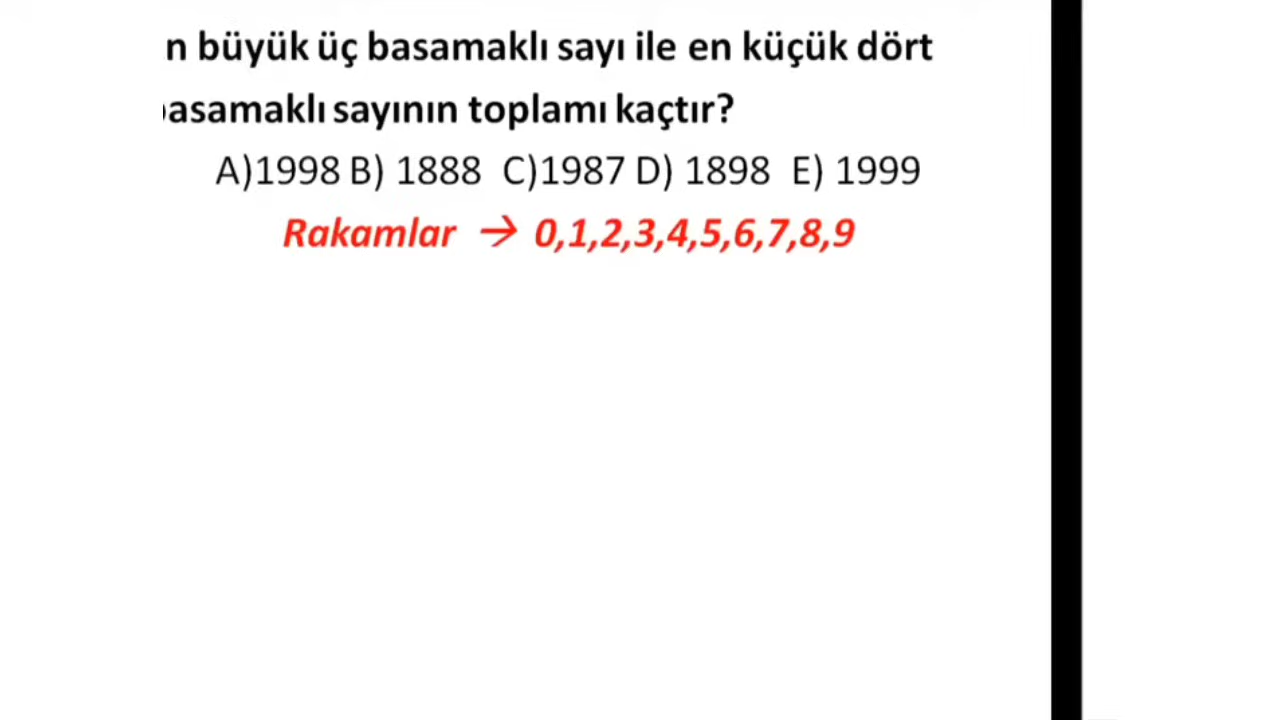 n büyük üç basamaklı sayı ile en küçük dört
asamaklı sayının toplamı kaçtır?
A)1998 B) 1888 C)1987 D) 1898 E) 1999
Rakamlar → 0,1,2,3,4,5,6,7,8,9